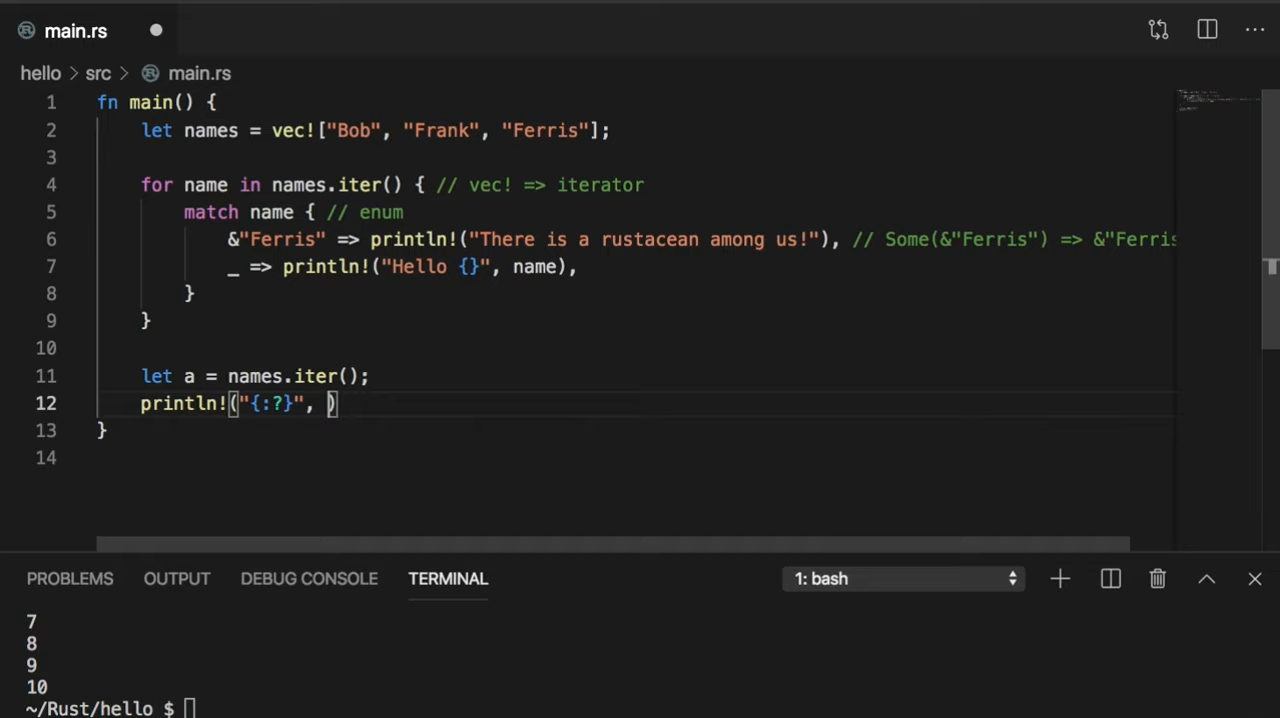 main.rs
hello > src > main.rs
1 fn main() {
2 let names = vec!["Bob", "Frank", "Ferris"];
3
4 for name in names.iter() { // vec! => iterator
5 match name { // enum
6 &"Ferris" => println!("There is a rustacean among us!"), // Some(&"Ferris") => &"Ferris
7 _ => println!("Hello {}", name),
8 }
9 }
10
11 let a = names.iter();
12 println!("{:?}", )
13 }
14
PROBLEMS OUTPUT DEBUG CONSOLE TERMINAL 1: bash
7
8
9
10
~/Rust/hello $